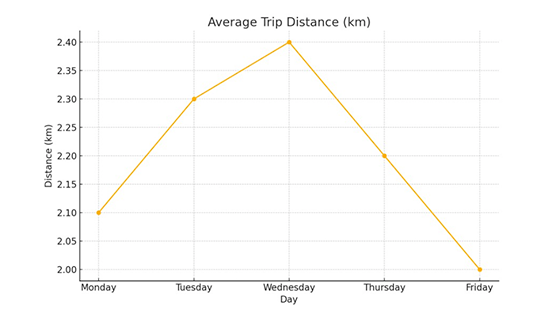 Average Trip Distance (km)
2.40
2.35
2.30
2.25
2.20
2.15
2.10
2.05
2.00
Distance (km)
Monday Tuesday Wednesday Thursday Friday
Day